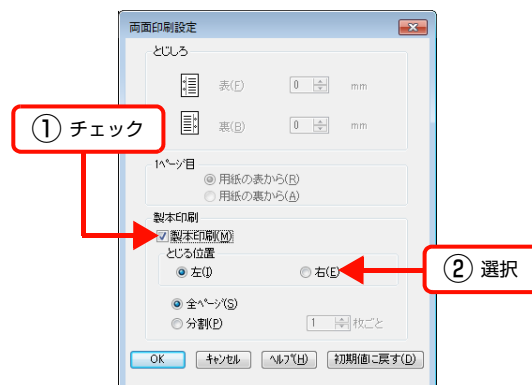 両面印刷設定
とじしろ
表(F) 0 mm
裏(B) 0 mm
① チェック
1ページ目
用紙の表から(R)
用紙の裏から(A)
製本印刷
製本印刷(M)
とじる位置
左(I) 右(E)
② 選択
全ページ(S)
分割(P) 1 枚ごと
OK キャンセル ヘルプ(H) 初期値に戻す(D)